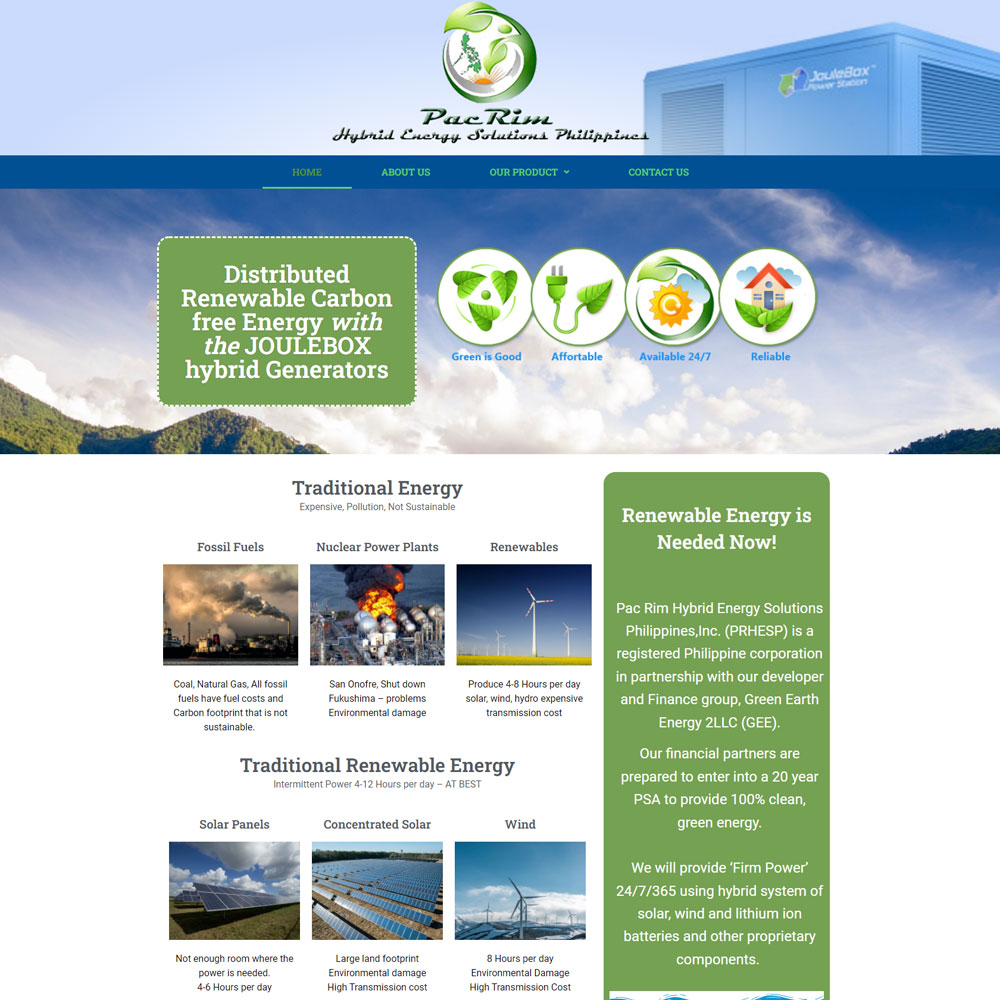 JouleBox™
Power Station
PacRim
Hybrid Energy Solutions Philippines
HOME
ABOUT US
OUR PRODUCT
CONTACT US
Distributed
Renewable Carbon
free Energy with
the JOULEBOX
hybrid Generators
Green is Good
Affortable
Available 24/7
Reliable
Traditional Energy
Expensive, Pollution, Not Sustainable
Fossil Fuels
Nuclear Power Plants
Renewables
Coal, Natural Gas, All fossil
fuels have fuel costs and
Carbon footprint that is not
sustainable.
San Onofre, Shut down
Fukushima – problems
Environmental damage
Produce 4-8 Hours per day
solar, wind, hydro expensive
transmission cost
Traditional Renewable Energy
Intermittent Power 4-12 Hours per day – AT BEST
Solar Panels
Concentrated Solar
Wind
Not enough room where the
power is needed.
4-6 Hours per day
Large land footprint
Environmental damage
High Transmission cost
8 Hours per day
Environmental Damage
High Transmission Cost
Renewable Energy is
Needed Now!
Pac Rim Hybrid Energy Solutions
Philippines,Inc. (PRHESP) is a
registered Philippine corporation
in partnership with our developer
and Finance group, Green Earth
Energy 2LLC (GEE).
Our financial partners are
prepared to enter into a 20 year
PSA to provide 100% clean,
green energy.
We will provide ‘Firm Power’
24/7/365 using hybrid system of
solar, wind and lithium ion
batteries and other proprietary
components.